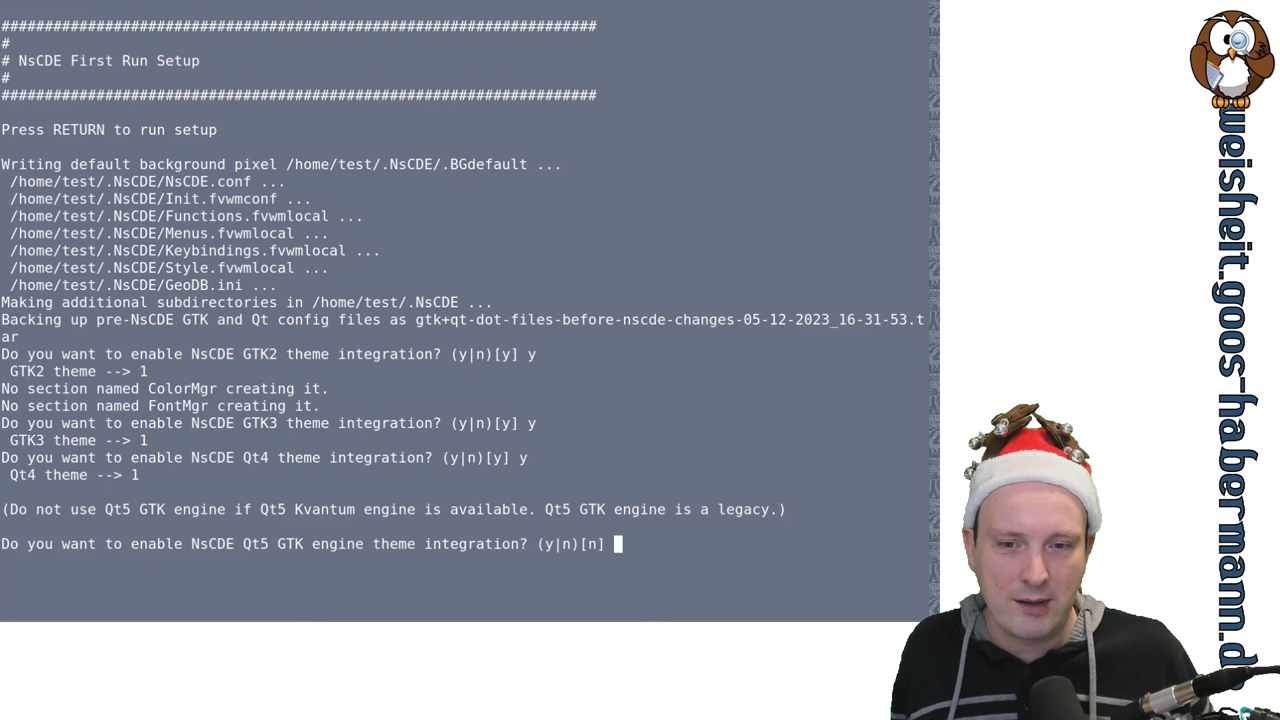 #####################################################################
#
# NsCDE First Run Setup
#
#####################################################################
Press RETURN to run setup
Writing default background pixel /home/test/.NsCDE/.BGdefault ...
/home/test/.NsCDE/NsCDE.conf ...
/home/test/.NsCDE/Init.fvwmconf ...
/home/test/.NsCDE/Functions.fvwmlocal ...
/home/test/.NsCDE/Menus.fvwmlocal ...
/home/test/.NsCDE/Keybindings.fvwmlocal ...
/home/test/.NsCDE/Style.fvwmlocal ...
/home/test/.NsCDE/GeoDB.ini ...
Making additional subdirectories in /home/test/.NsCDE ...
Backing up pre-NsCDE GTK and Qt config files as gtk+qt-dot-files-before-nscde-changes-05-12-2023_16-31-53.t
ar
Do you want to enable NsCDE GTK2 theme integration? (y|n)[y] y
GTK2 theme --> 1
No section named ColorMgr creating it.
No section named FontMgr creating it.
Do you want to enable NsCDE GTK3 theme integration? (y|n)[y] y
GTK3 theme --> 1
Do you want to enable NsCDE Qt4 theme integration? (y|n)[y] y
Qt4 theme --> 1
(Do not use Qt5 GTK engine if Qt5 Kvantum engine is available. Qt5 GTK engine is a legacy.)
Do you want to enable NsCDE Qt5 GTK engine theme integration? (y|n)[n]
weisheit.goos-habermann.d